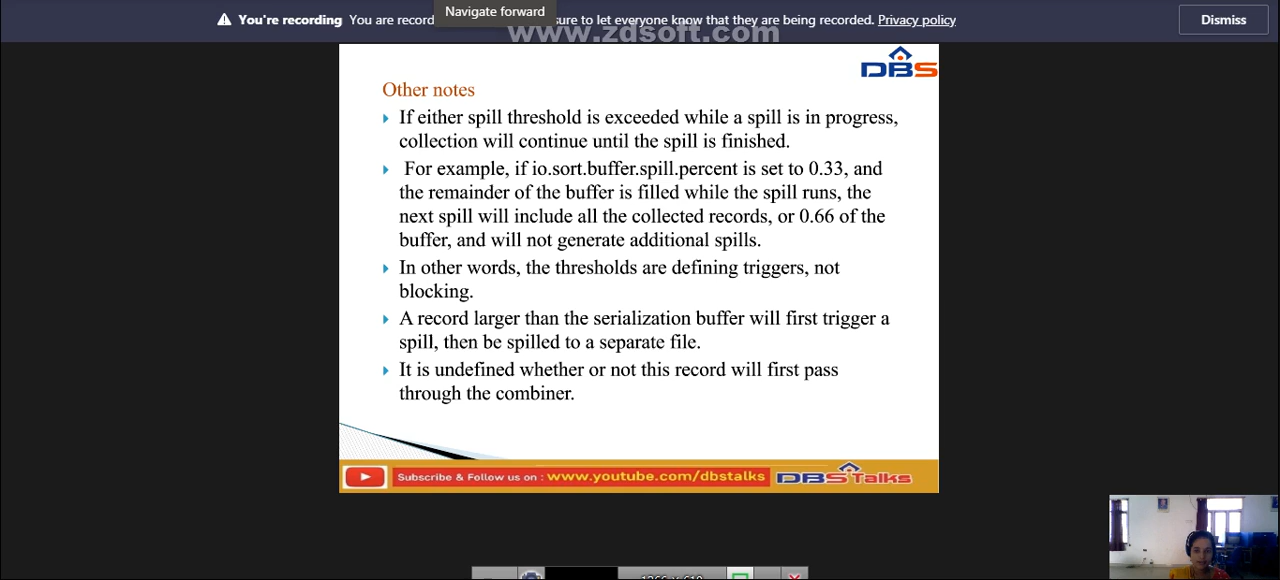 Navigate forward
You're recording You are record sure to let everyone know that they are being recorded. Privacy policy
Dismiss
www.zdsoft.com
DBS
Other notes
If either spill threshold is exceeded while a spill is in progress,
collection will continue until the spill is finished.
For example, if io.sort.buffer.spill.percent is set to 0.33, and
the remainder of the buffer is filled while the spill runs, the
next spill will include all the collected records, or 0.66 of the
buffer, and will not generate additional spills.
In other words, the thresholds are defining triggers, not
blocking.
A record larger than the serialization buffer will first trigger a
spill, then be spilled to a separate file.
It is undefined whether or not this record will first pass
through the combiner.
Subscribe & Follow us on : www.youtube.com/dbstalks DBS Talks